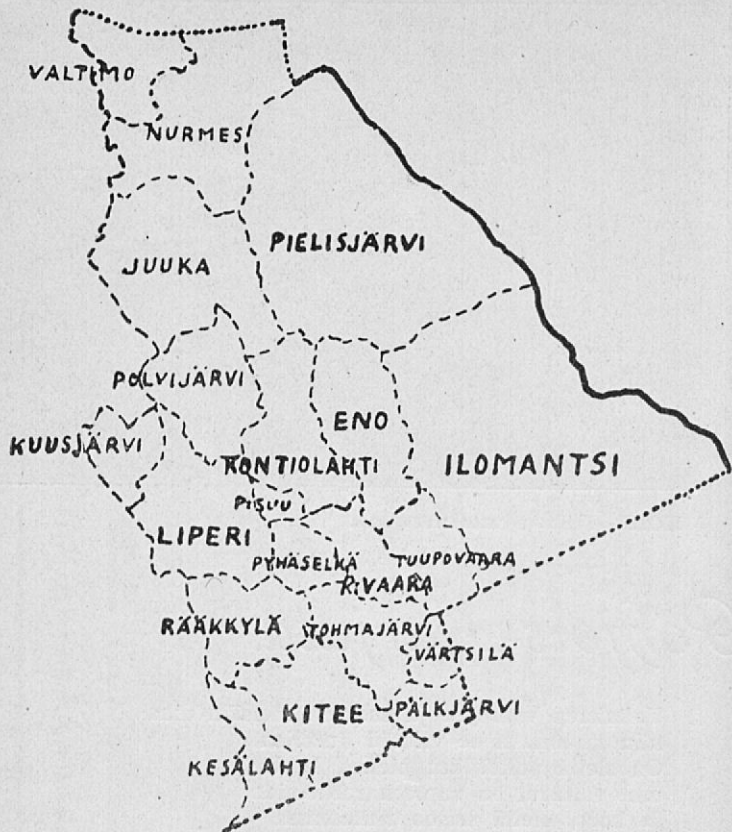 VALTIMO
NURMES
PIELISJÄRVI
JUUKA
POLVIJÄRVI
ENO
KUUSJÄRVI
KONTIOLAHTI
ILOMANTSI
P:SUU
LIPERI
PYHÄSELKÄ
TUUPOVAARA
K:VAARA
RÄÄKKYLÄ
TOHMAJÄRVI
VÄRTSILÄ
KITEE
PÄLKJÄRVI
KESÄLAHTI